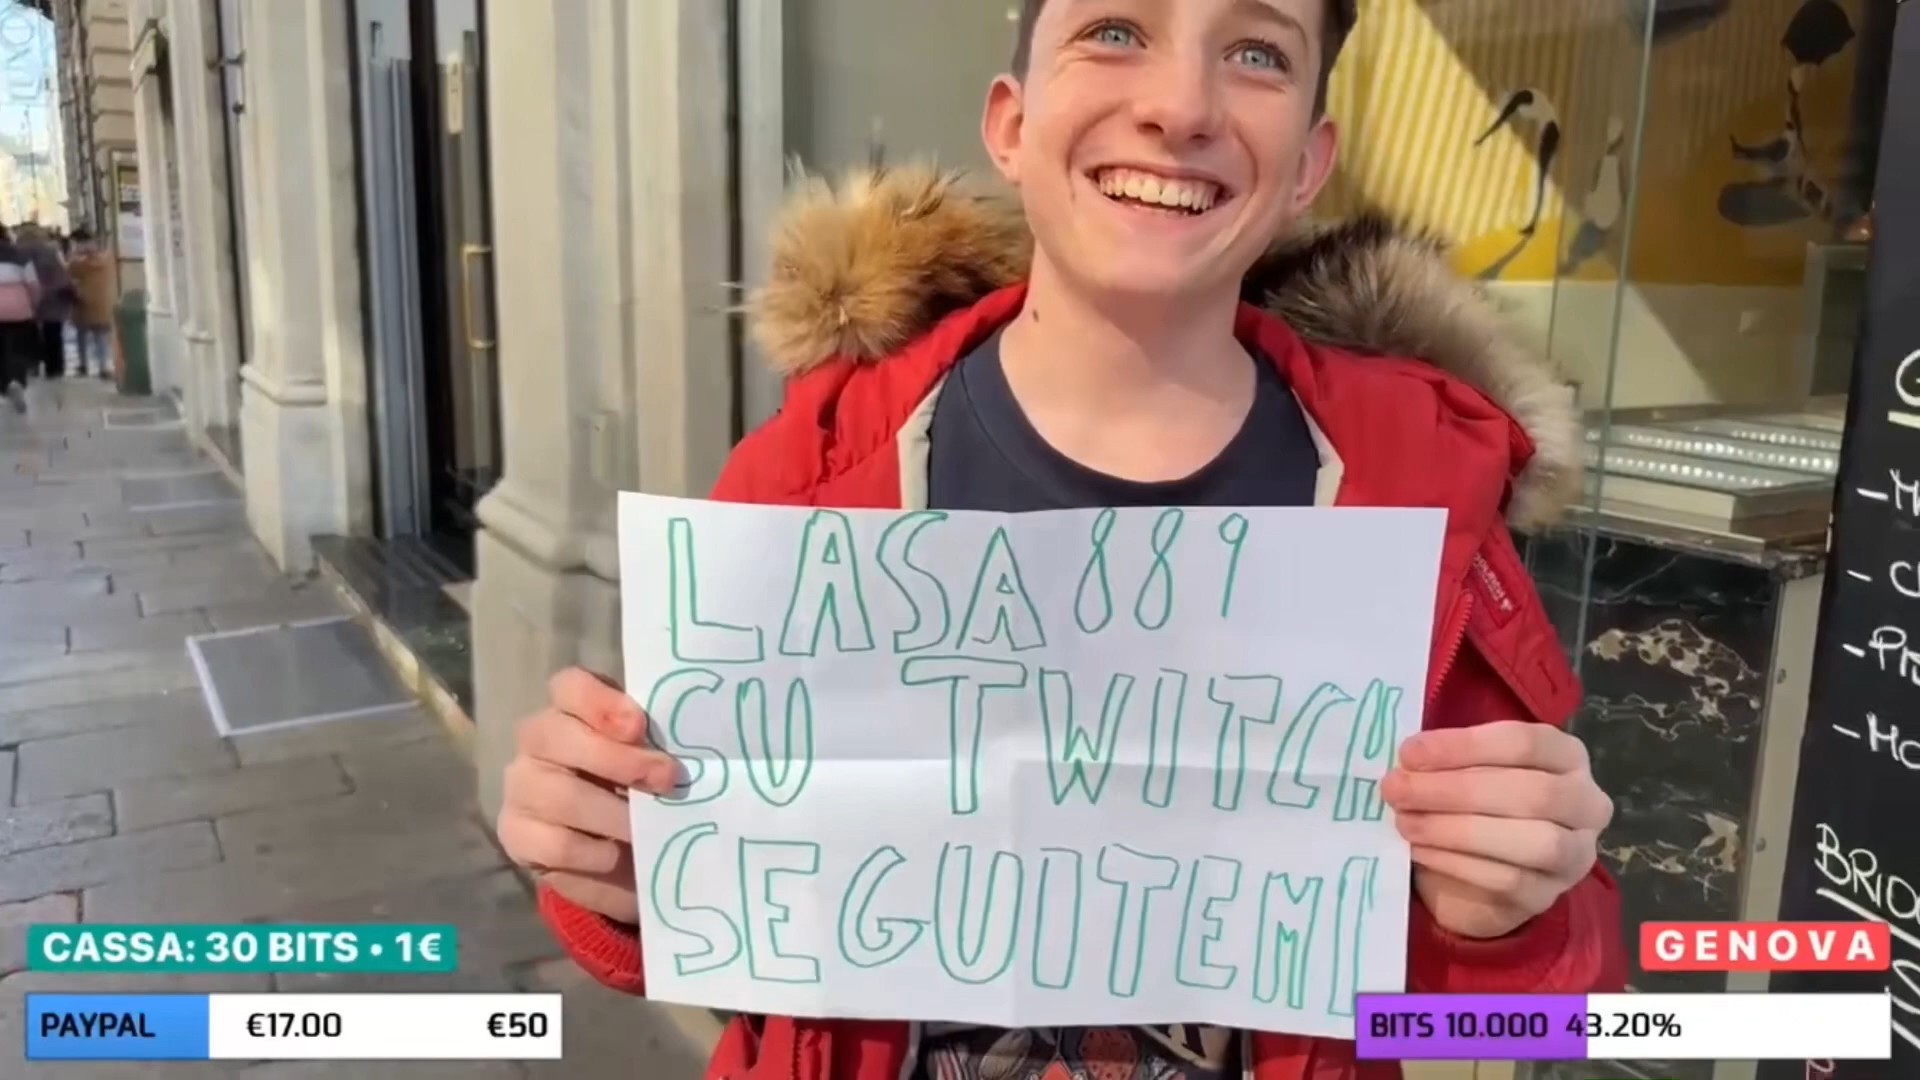 LASA889
SU TWITCH
SEGUITEMI
CASSA: 30 BITS • 1€
PAYPAL €17.00 €50
GENOVA
BITS 10.000 43.20%